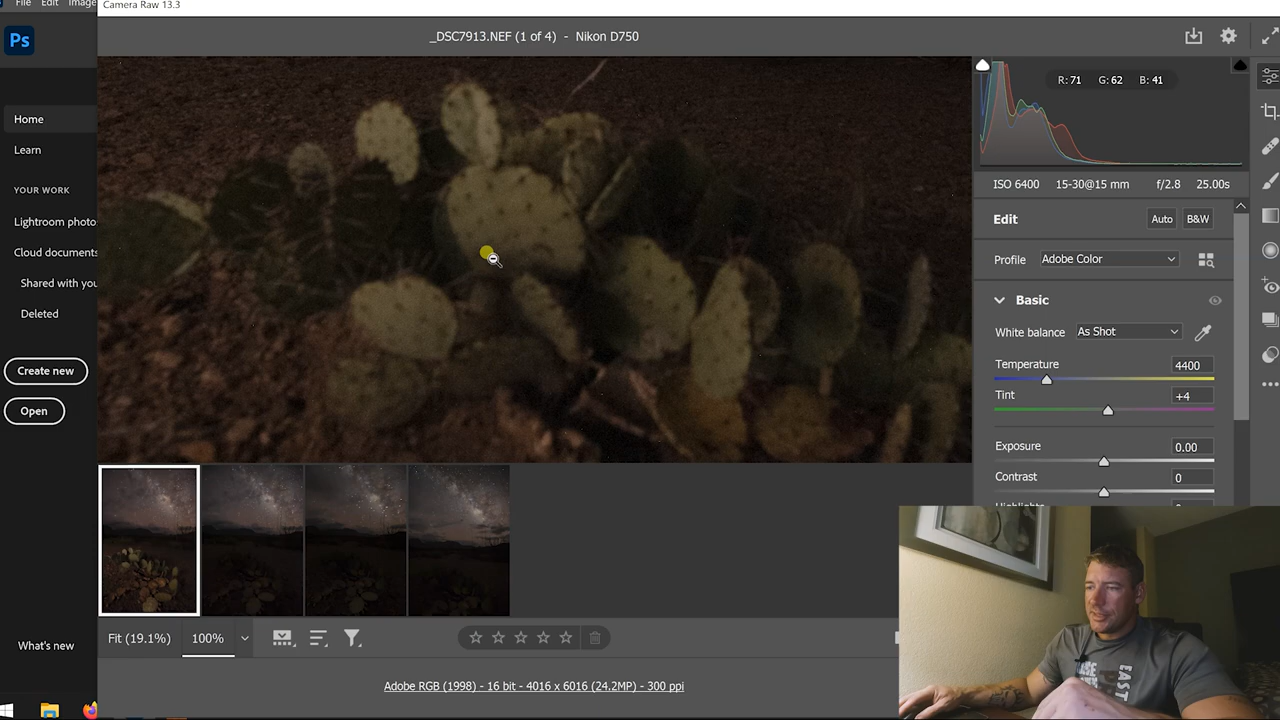 File Edit Image
Camera Raw 13.3
Ps
_DSC7913.NEF (1 of 4) - Nikon D750
R: 71 G: 62 B: 41
ISO 6400 15-30@15 mm f/2.8 25.00s
Home
Learn
YOUR WORK
Lightroom photo
Cloud documents
Shared with you
Deleted
Create new
Open
What's new
Edit Auto B&W
Profile Adobe Color
Basic
White balance As Shot
Temperature 4400
Tint +4
Exposure 0.00
Contrast 0
Fit (19.1%) 100%
Adobe RGB (1998) - 16 bit - 4016 x 6016 (24.2MP) - 300 ppi
EAST